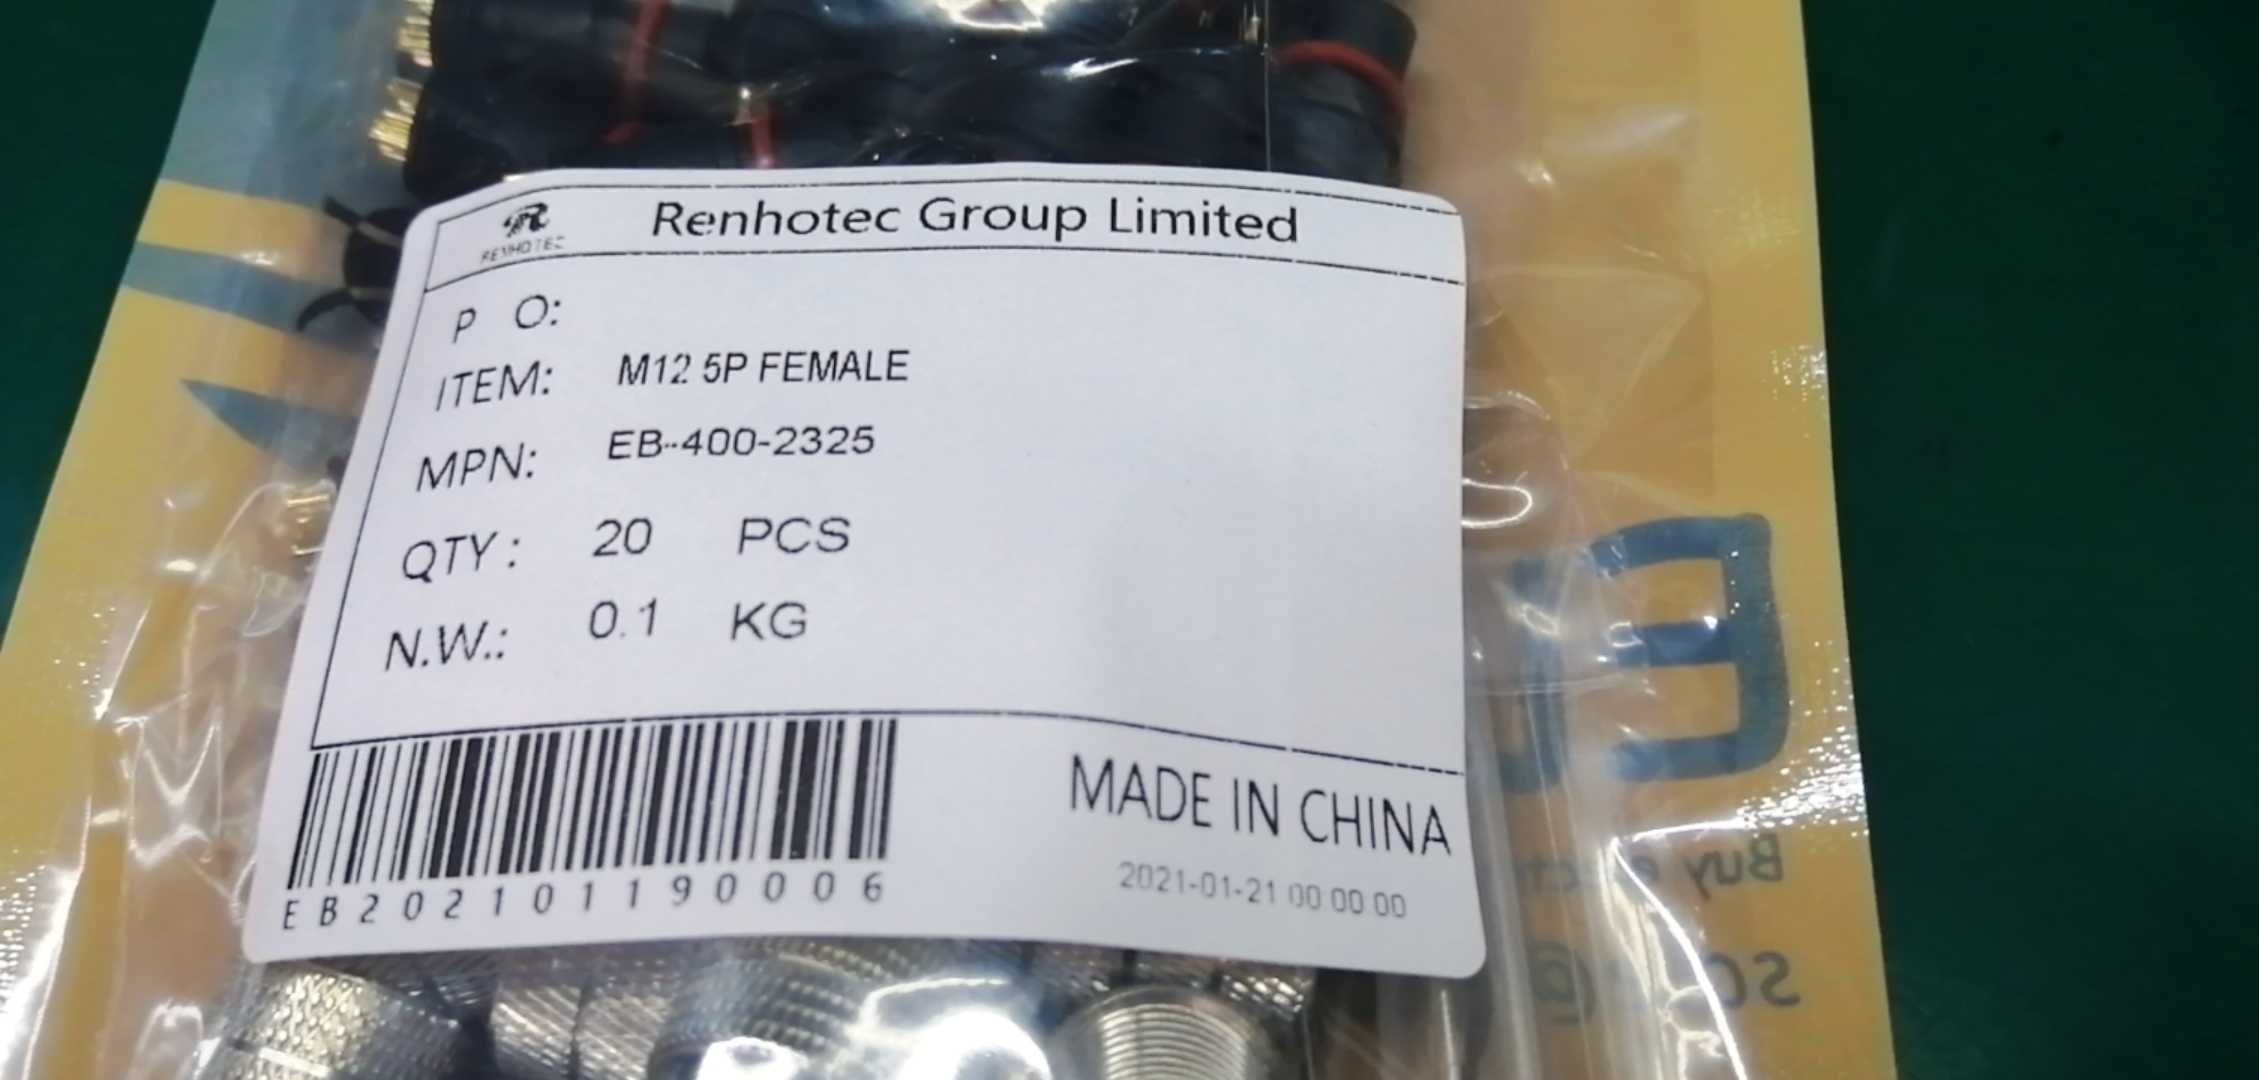 Renhotec Group Limited
RENHOTEC
P O:
ITEM: M12 5P FEMALE
MPN: EB-400-2325
QTY: 20 PCS
N.W.: 0.1 KG
EB202101190006
MADE IN CHINA
2021-01-21 00 00 00
Buy